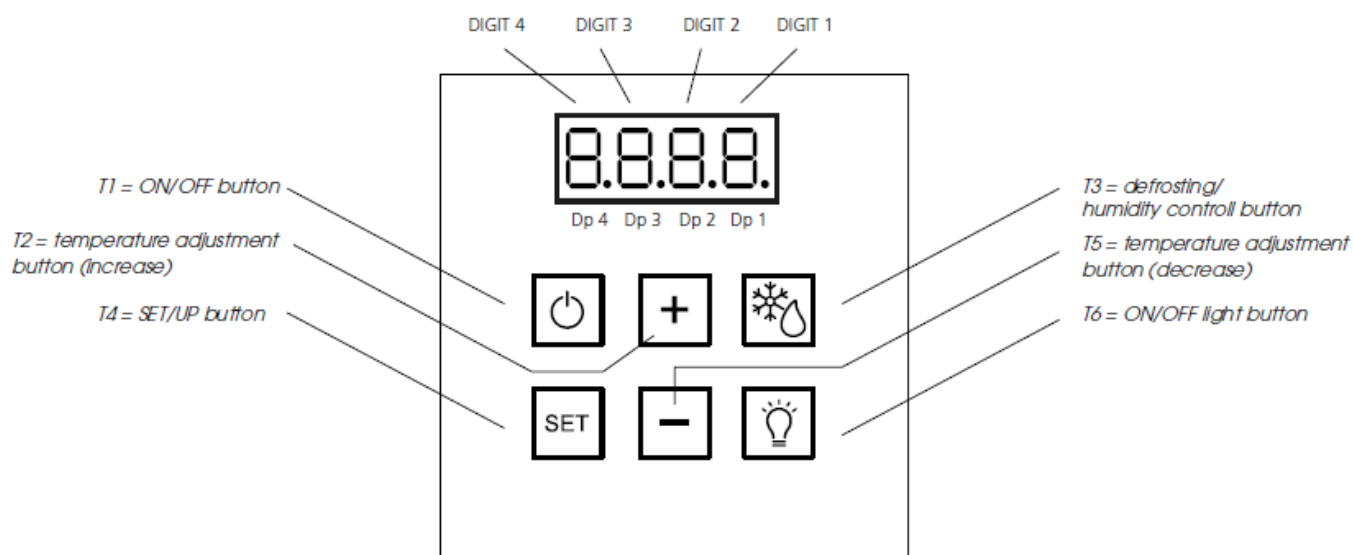 DIGIT 4 DIGIT 3 DIGIT 2 DIGIT 1
8.8.8.8.
Dp 4 Dp 3 Dp 2 Dp 1
T1 = ON/OFF button
T2 = temperature adjustment
button (increase)
T4 = SET/UP button
T3 = defrosting/
humidity controll button
T5 = temperature adjustment
button (decrease)
T6 = ON/OFF light button
+
SET
−